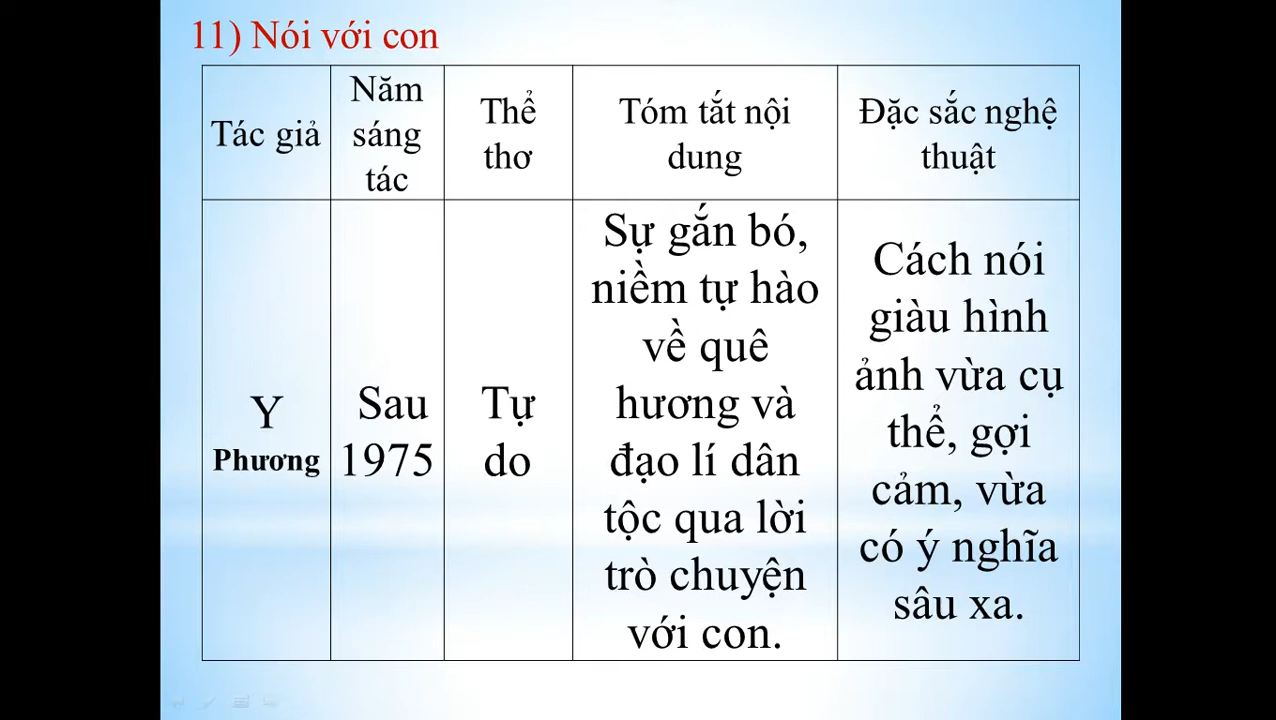 11) Nói với con
Tác giả
Năm
sáng
tác
Thể
thơ
Tóm tắt nội
dung
Đặc sắc nghệ
thuật
Y
Phương
Sau
1975
Tự
do
Sự gắn bó,
niềm tự hào
về quê
hương và
đạo lí dân
tộc qua lời
trò chuyện
với con.
Cách nói
giàu hình
ảnh vừa cụ
thể, gợi
cảm, vừa
có ý nghĩa
sâu xa.